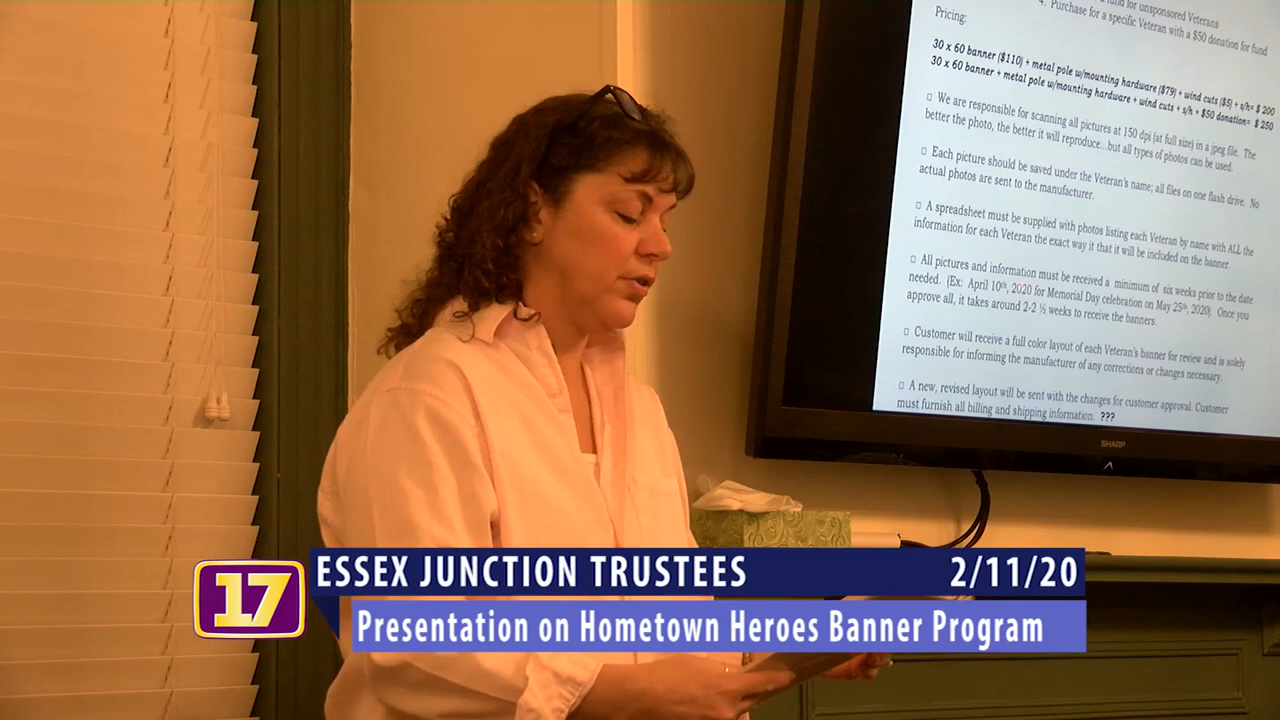 fund for unsponsored Veterans
4. Purchase for a specific Veteran with a $50 donation for fund
Pricing:
30 x 60 banner ($110) + metal pole w/mounting hardware ($79) + wind cuts ($5) + s/h= $ 200
30 x 60 banner + metal pole w/mounting hardware + wind cuts + s/h + $50 donation= $ 250
We are responsible for scanning all pictures at 150 dpi (at full size) in a jpeg file. The
better the photo, the better it will reproduce...but all types of photos can be used.
Each picture should be saved under the Veteran's name; all files on one flash drive. No
actual photos are sent to the manufacturer.
A spreadsheet must be supplied with photos listing each Veteran by name with ALL the
information for each Veteran the exact way it that it will be included on the banner.
All pictures and information must be received a minimum of six weeks prior to the date
needed. (Ex: April 10th, 2020 for Memorial Day celebration on May 25th, 2020). Once you
approve all, it takes around 2-2 ½ weeks to receive the banners.
Customer will receive a full color layout of each Veteran's banner for review and is solely
responsible for informing the manufacturer of any corrections or changes necessary.
A new, revised layout will be sent with the changes for customer approval. Customer
must furnish all billing and shipping information. ???
SHARP
17
ESSEX JUNCTION TRUSTEES 2/11/20
Presentation on Hometown Heroes Banner Program